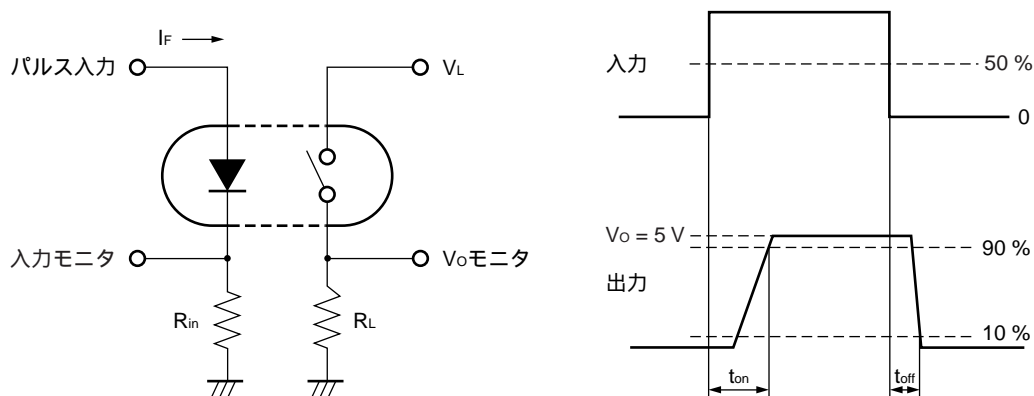 IF
パルス入力
VL
入力モニタ
VOモニタ
Rin
RL
入力
50 %
0
VO = 5 V
90 %
出力
10 %
ton
toff